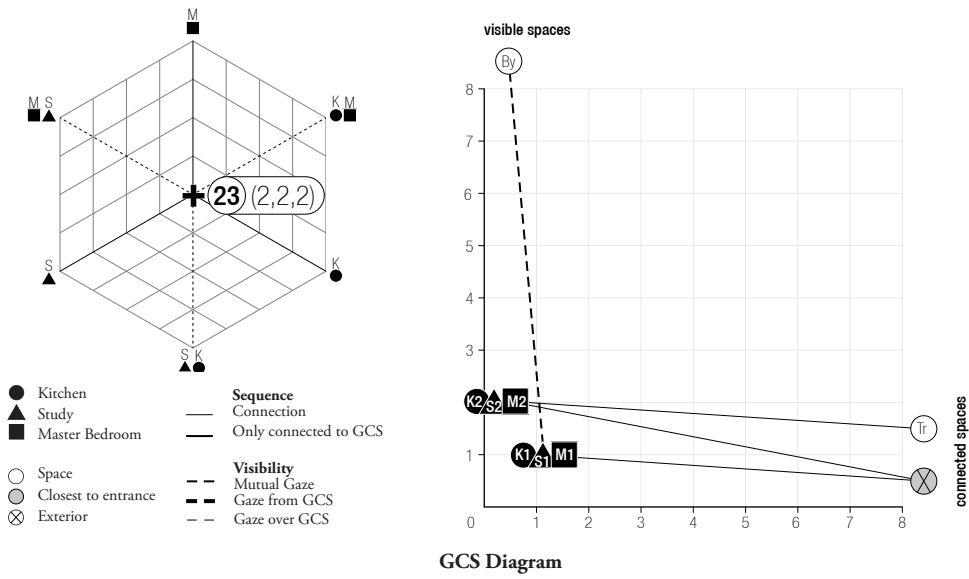 M
M S
K M
23 (2,2,2)
S
K
S K
Kitchen
Study
Master Bedroom
Space
Closest to entrance
Exterior
Sequence
Connection
Only connected to GCS
Visibility
Mutual Gaze
Gaze from GCS
Gaze over GCS
visible spaces
By
8
7
6
5
4
3
2
1
K2 S2 M2
K1 S1 M1
Tr
0 1 2 3 4 5 6 7 8
connected spaces
GCS Diagram